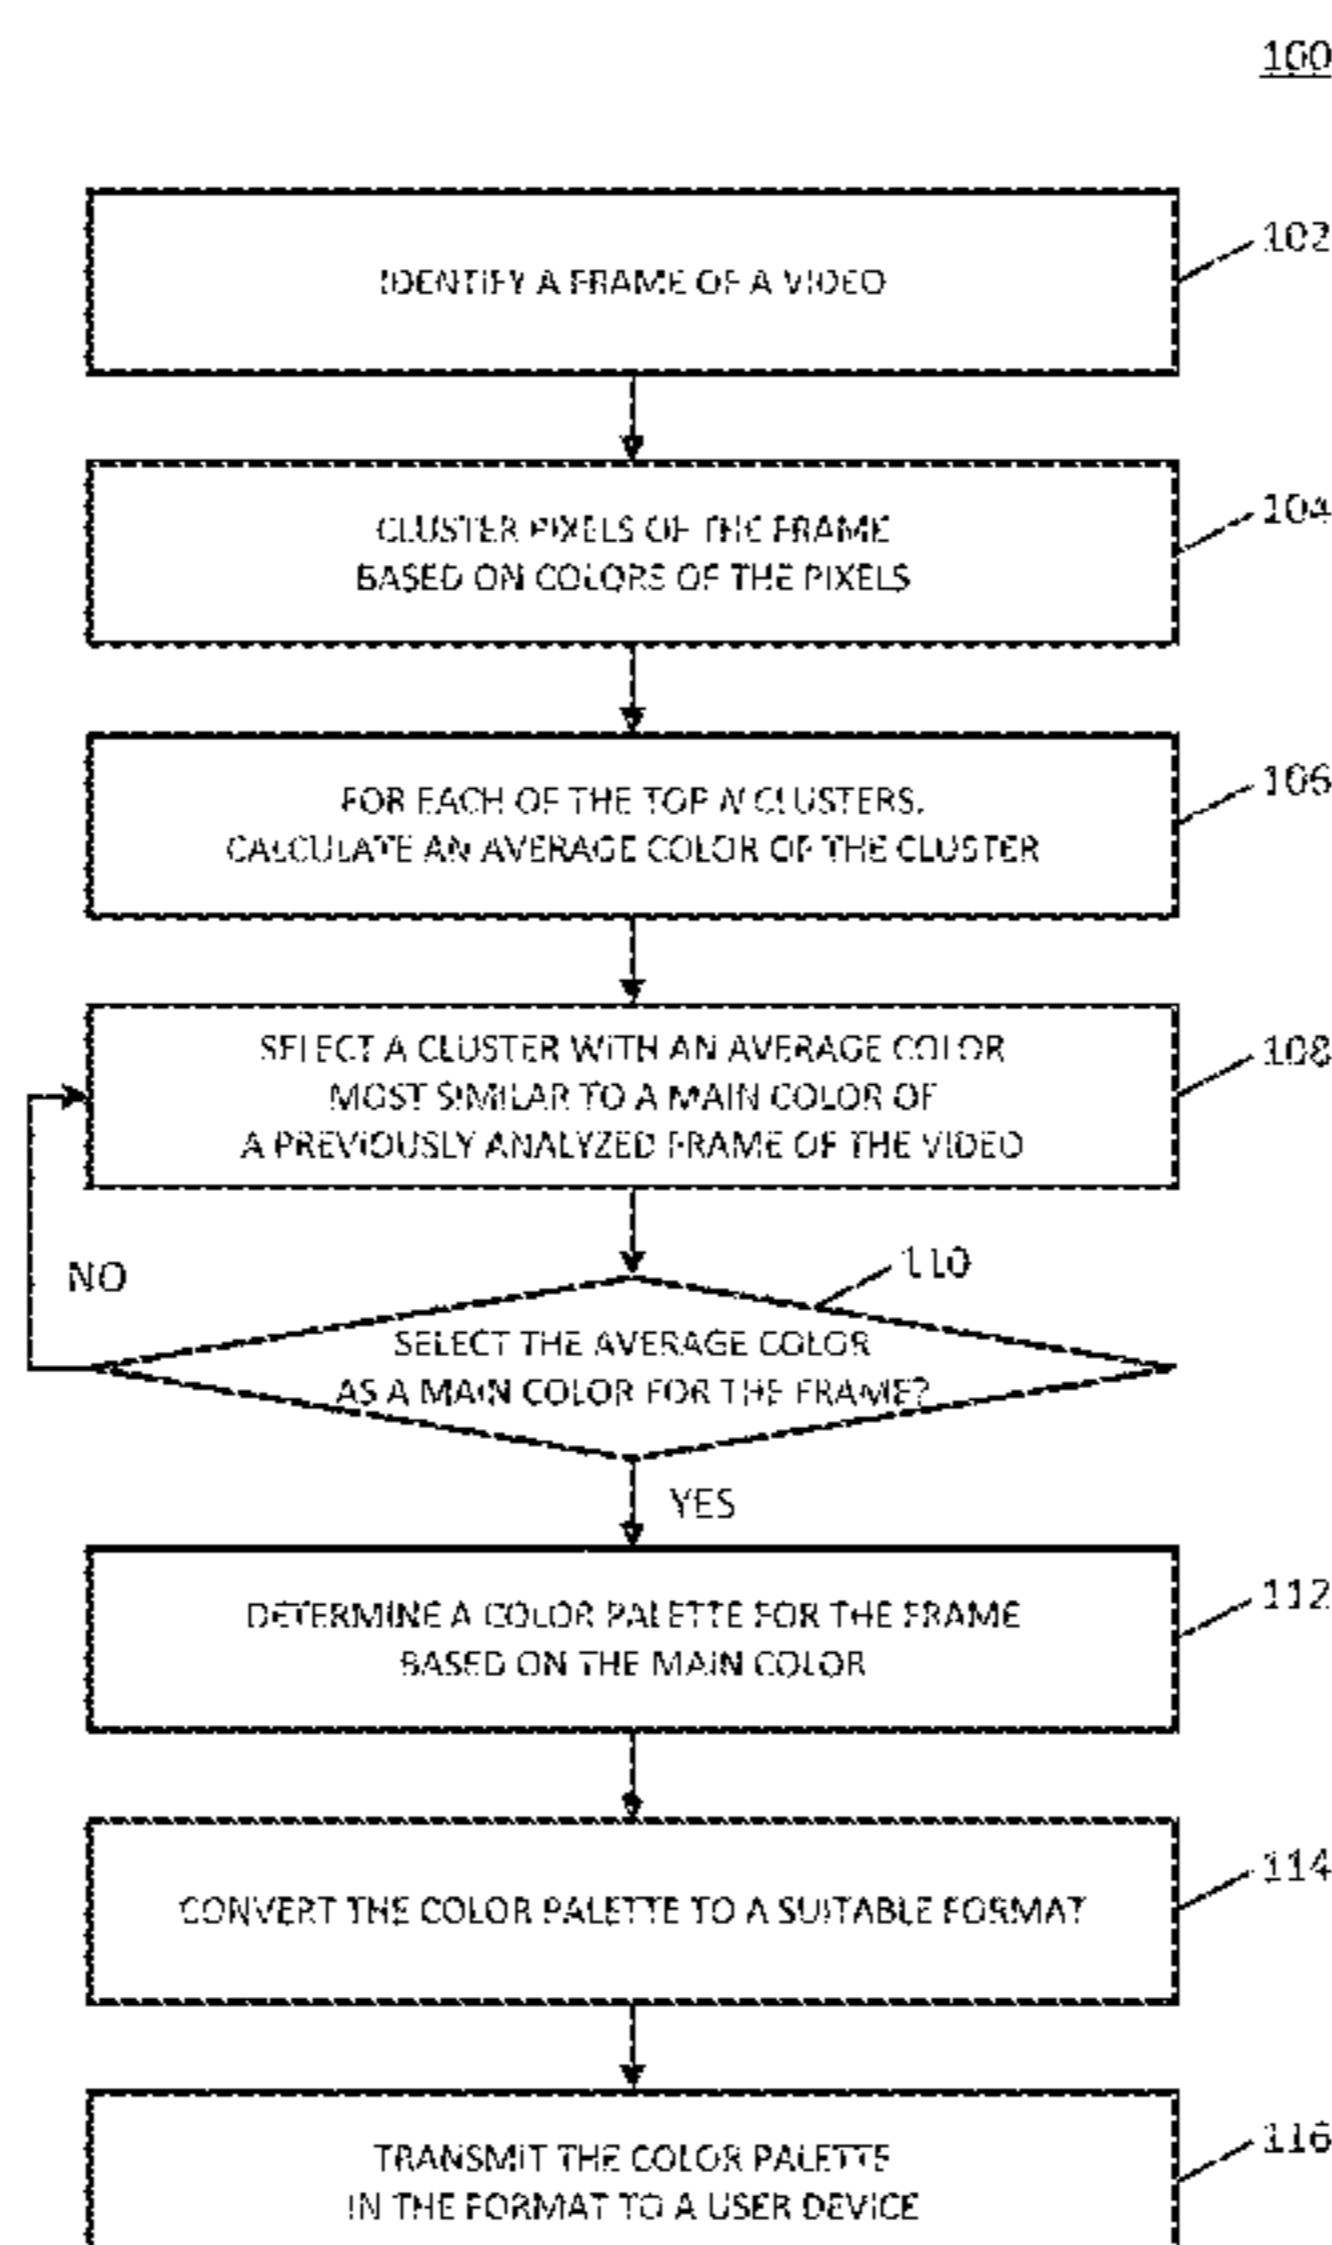 100
IDENTIFY A FRAME OF A VIDEO
102
CLUSTER PIXELS OF THE FRAME
BASED ON COLORS OF THE PIXELS
104
FOR EACH OF THE TOP N CLUSTERS,
CALCULATE AN AVERAGE COLOR OF THE CLUSTER
106
SELECT A CLUSTER WITH AN AVERAGE COLOR
MOST SIMILAR TO A MAIN COLOR OF
A PREVIOUSLY ANALYZED FRAME OF THE VIDEO
108
NO
110
SELECT THE AVERAGE COLOR
AS A MAIN COLOR FOR THE FRAME?
YES
DETERMINE A COLOR PALETTE FOR THE FRAME
BASED ON THE MAIN COLOR
112
CONVERT THE COLOR PALETTE TO A SUITABLE FORMAT
114
TRANSMIT THE COLOR PALETTE
IN THE FORMAT TO A USER DEVICE
116